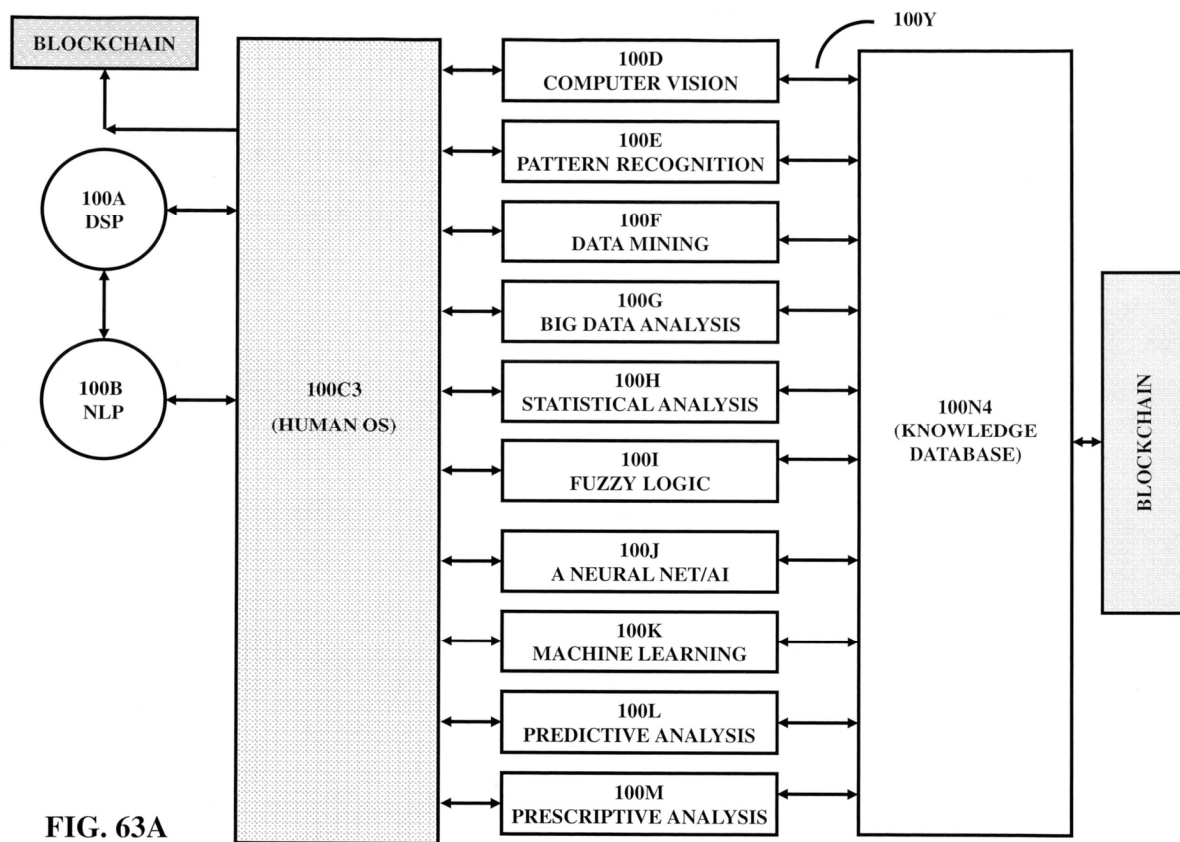 100Y
BLOCKCHAIN
100D
COMPUTER VISION
100E
PATTERN RECOGNITION
100A
DSP
100F
DATA MINING
100G
BIG DATA ANALYSIS
100B
NLP
100C3
(HUMAN OS)
100H
STATISTICAL ANALYSIS
100N4
(KNOWLEDGE
DATABASE)
BLOCKCHAIN
100I
FUZZY LOGIC
100J
A NEURAL NET/AI
100K
MACHINE LEARNING
100L
PREDICTIVE ANALYSIS
100M
PRESCRIPTIVE ANALYSIS
FIG. 63A